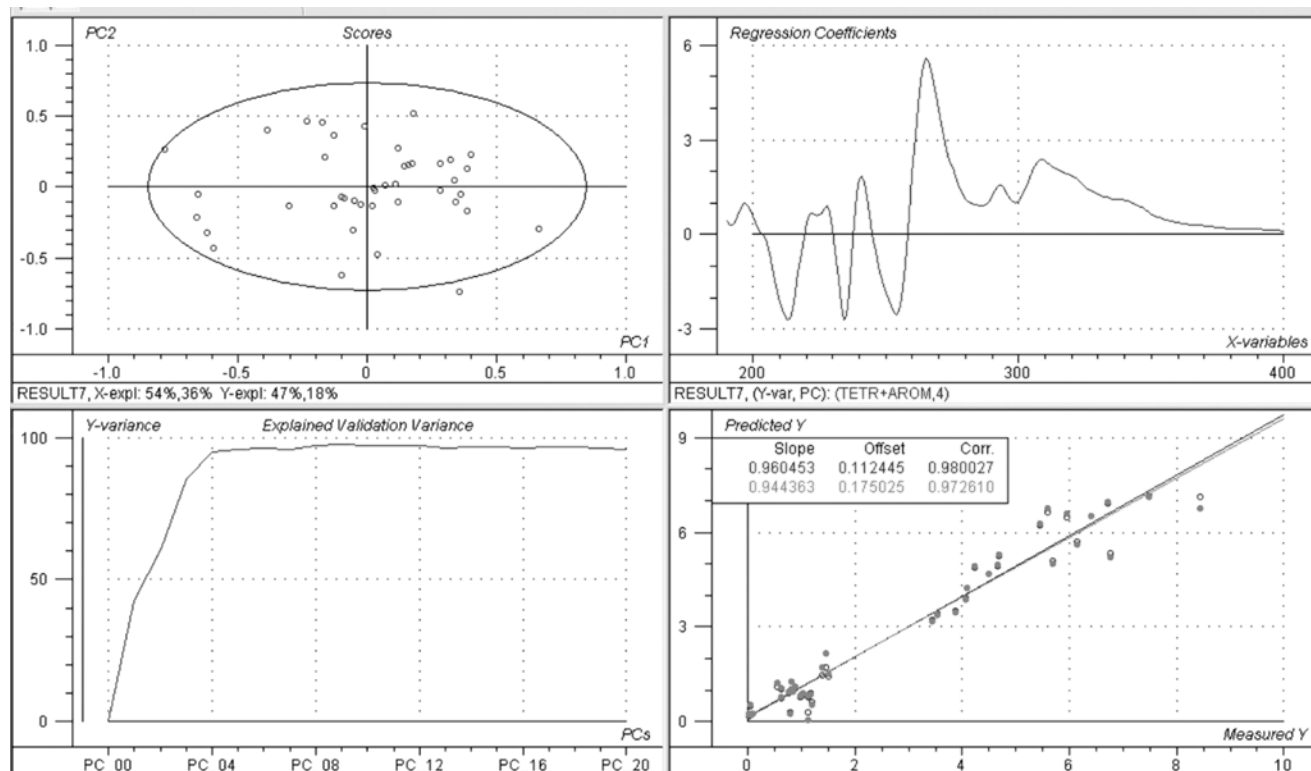 PC2 Scores
1.0
0.5
0
-0.5
-1.0
PC1
-1.0 -0.5 0 0.5 1.0
RESULT7, X-expl: 54%,36% Y-expl: 47%,18%
Regression Coefficients
6
3
0
-3
X-variables
200 300 400
RESULT7, (Y-var, PC): (TETR+AROM,4)
Y-variance Explained Validation Variance
100
50
0
PCs
PC_00 PC_04 PC_08 PC_12 PC_16 PC_20
Predicted Y
9
Slope Offset Corr.
0.960453 0.112445 0.980027
0.944363 0.175025 0.972610
6
3
0
Measured Y
0 2 4 6 8 10